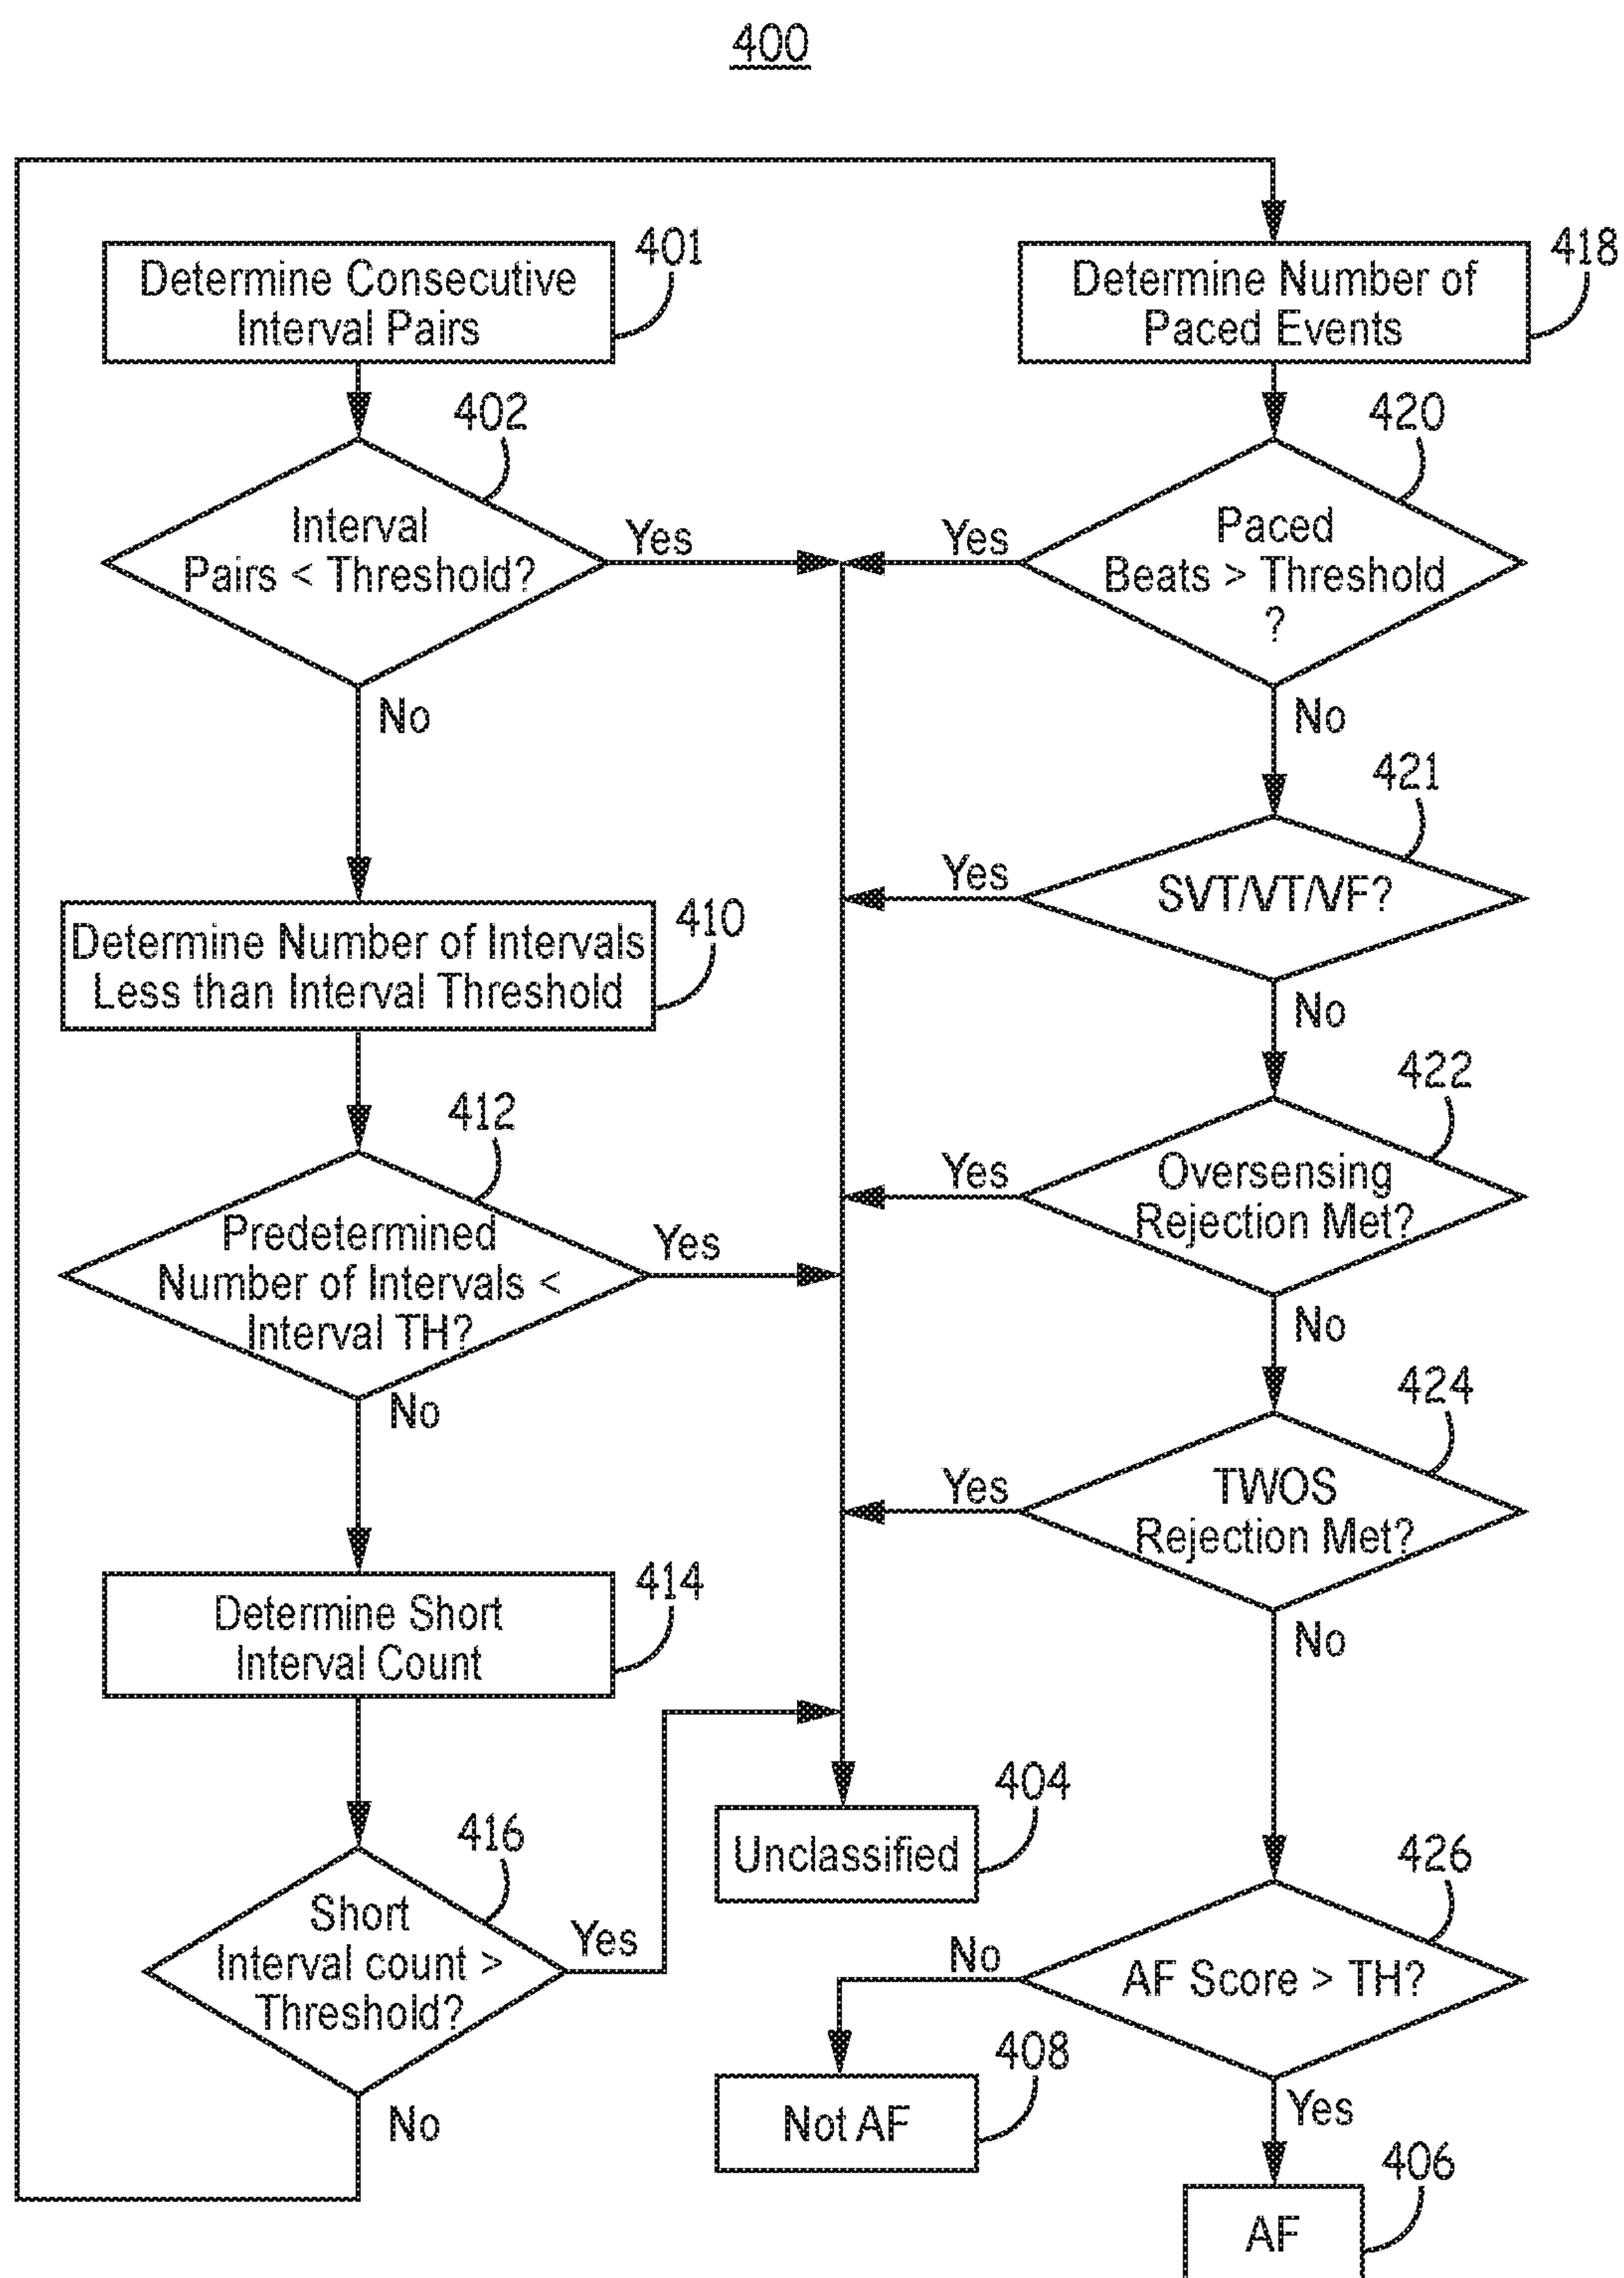 400
401
Determine Consecutive
Interval Pairs
402
Interval
Pairs < Threshold?
Yes
No
410
Determine Number of Intervals
Less than Interval Threshold
412
Predetermined
Number of Intervals <
Interval TH?
Yes
No
414
Determine Short
Interval Count
416
Short
Interval count >
Threshold?
Yes
No
418
Determine Number of
Paced Events
420
Paced
Beats > Threshold
?
Yes
No
421
SVT/VT/VF?
Yes
No
422
Oversensing
Rejection Met?
Yes
No
424
TWOS
Rejection Met?
Yes
No
404
Unclassified
426
AF Score > TH?
No
Yes
408
Not AF
406
AF